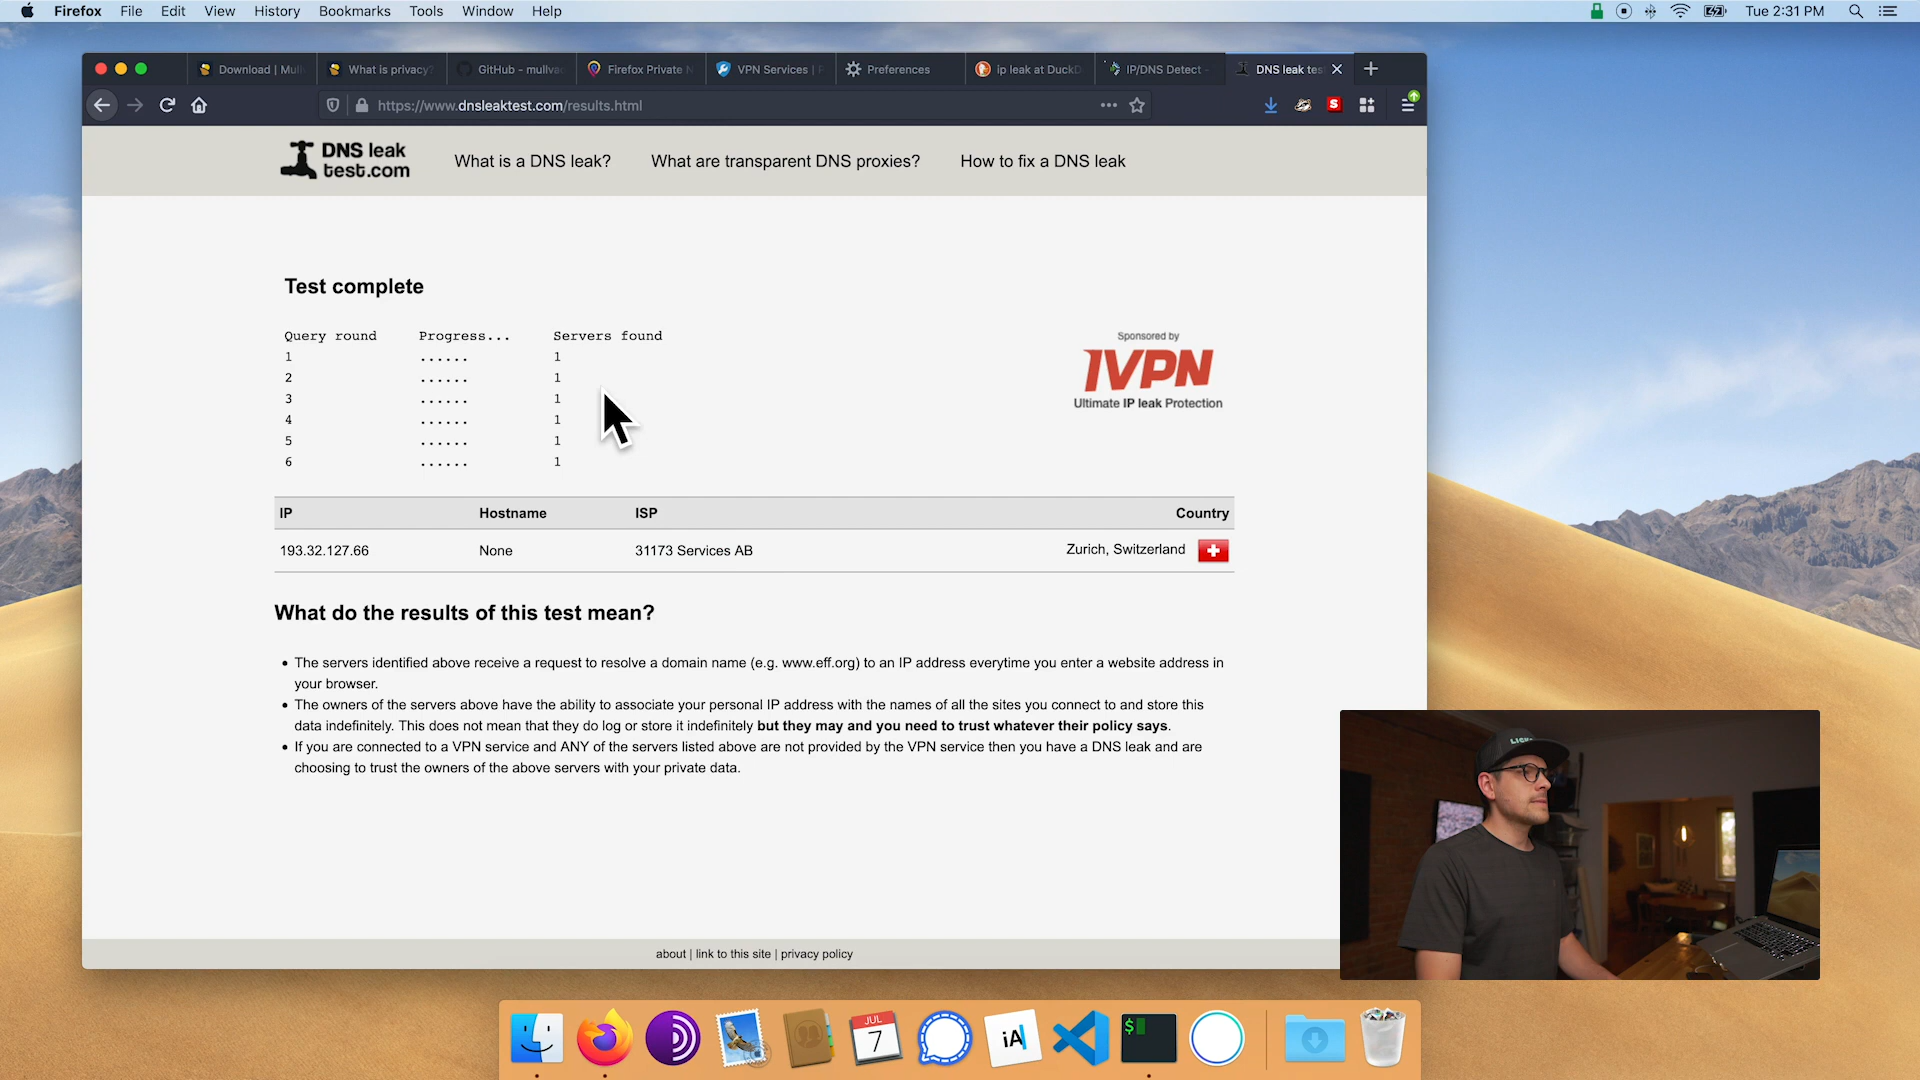 Firefox File Edit View History Bookmarks Tools Window Help Tue 2:31 PM
Download | Mul What is privacy? GitHub - mullva Firefox Private N VPN Services | Preferences ip leak at DuckD IP/DNS Detect - DNS leak tes
https://www.dnsleaktest.com/results.html
S
DNS leak
test.com
What is a DNS leak? What are transparent DNS proxies? How to fix a DNS leak
Test complete
Query round Progress... Servers found
1 ...... 1
2 ...... 1
3 ...... 1
4 ...... 1
5 ...... 1
6 ...... 1
Sponsored by
IVPN
Ultimate IP leak Protection
IP Hostname ISP Country
193.32.127.66 None 31173 Services AB Zurich, Switzerland
What do the results of this test mean?
The servers identified above receive a request to resolve a domain name (e.g. www.eff.org) to an IP address everytime you enter a website address in
your browser.
The owners of the servers above have the ability to associate your personal IP address with the names of all the sites you connect to and store this
data indefinitely. This does not mean that they do log or store it indefinitely but they may and you need to trust whatever their policy says.
If you are connected to a VPN service and ANY of the servers listed above are not provided by the VPN service then you have a DNS leak and are
choosing to trust the owners of the above servers with your private data.
about | link to this site | privacy policy
JUL
7
iA
$